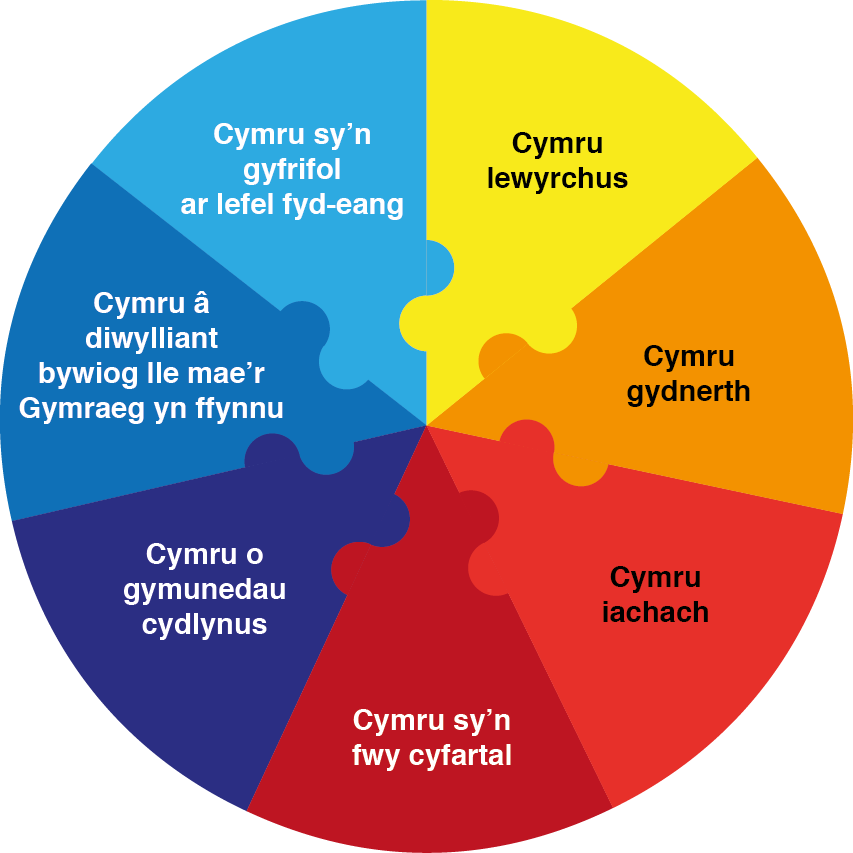 Cymru sy’n
gyfrifol
ar lefel fyd-eang
Cymru
lewyrchus
Cymru
gydnerth
Cymru
iachach
Cymru sy’n
fwy cyfartal
Cymru o
gymunedau
cydlynus
Cymru â
diwylliant
bywiog lle mae’r
Gymraeg yn ffynnu